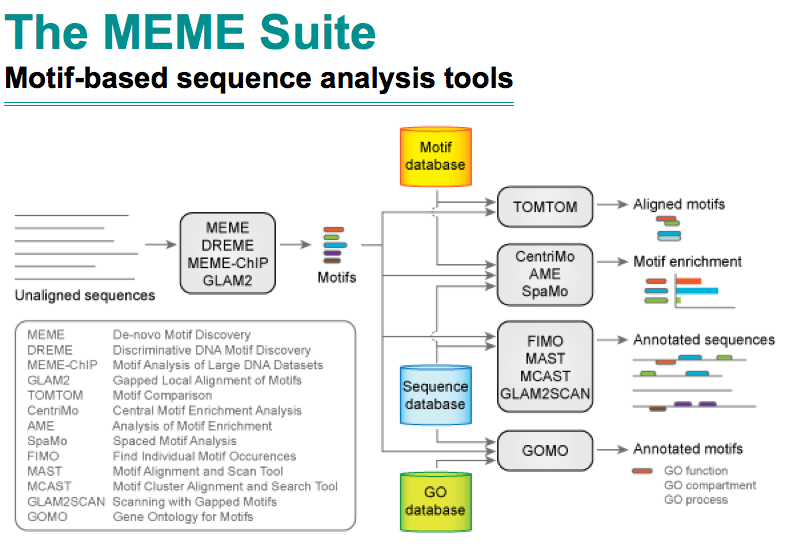 The MEME Suite
Motif-based sequence analysis tools
Motif
database
TOMTOM
Aligned motifs
MEME
DREME
MEME-ChIP
GLAM2
Unaligned sequences
Motifs
CentriMo
AME
SpaMo
Motif enrichment
FIMO
MAST
MCAST
GLAM2SCAN
Annotated sequences
Sequence
database
GOMO
Annotated motifs
GO function
GO compartment
GO process
GO
database
MEME De-novo Motif Discovery
DREME Discriminative DNA Motif Discovery
MEME-ChIP Motif Analysis of Large DNA Datasets
GLAM2 Gapped Local Alignment of Motifs
TOMTOM Motif Comparison
CentriMo Central Motif Enrichment Analysis
AME Analysis of Motif Enrichment
SpaMo Spaced Motif Analysis
FIMO Find Individual Motif Occurences
MAST Motif Alignment and Scan Tool
MCAST Motif Cluster Alignment and Search Tool
GLAM2SCAN Scanning with Gapped Motifs
GOMO Gene Ontology for Motifs